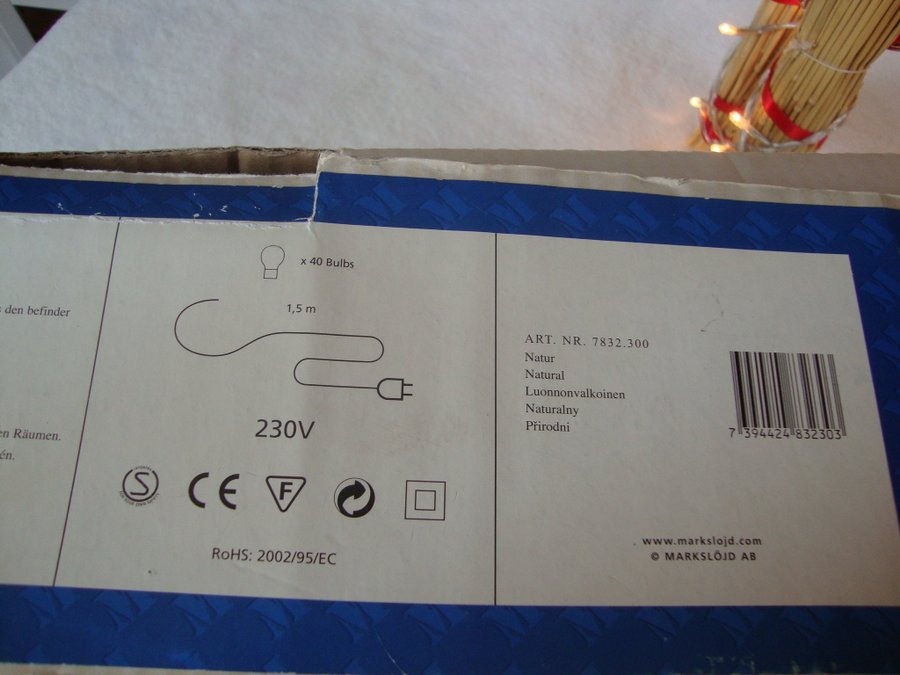 s den befinder
en Räumen.
én.
x 40 Bulbs
1,5 m
230V
S
CE
F
RoHS: 2002/95/EC
ART. NR. 7832.300
Natur
Natural
Luonnonvalkoinen
Naturalny
Přirodni
7 394424 832303
www.markslojd.com
© MARKSLÖJD AB